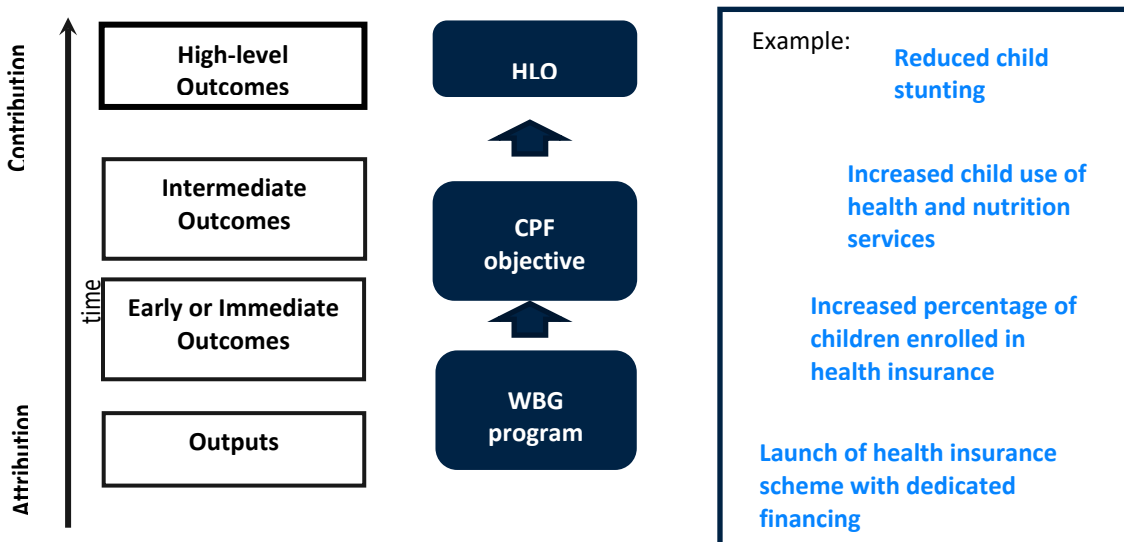 Contribution
time
Attribution
High-level
Outcomes
Intermediate
Outcomes
Early or Immediate
Outcomes
Outputs
HLO
CPF
objective
WBG
program
Example:
Reduced child
stunting
Increased child use of
health and nutrition
services
Increased percentage of
children enrolled in
health insurance
Launch of health insurance
scheme with dedicated
financing